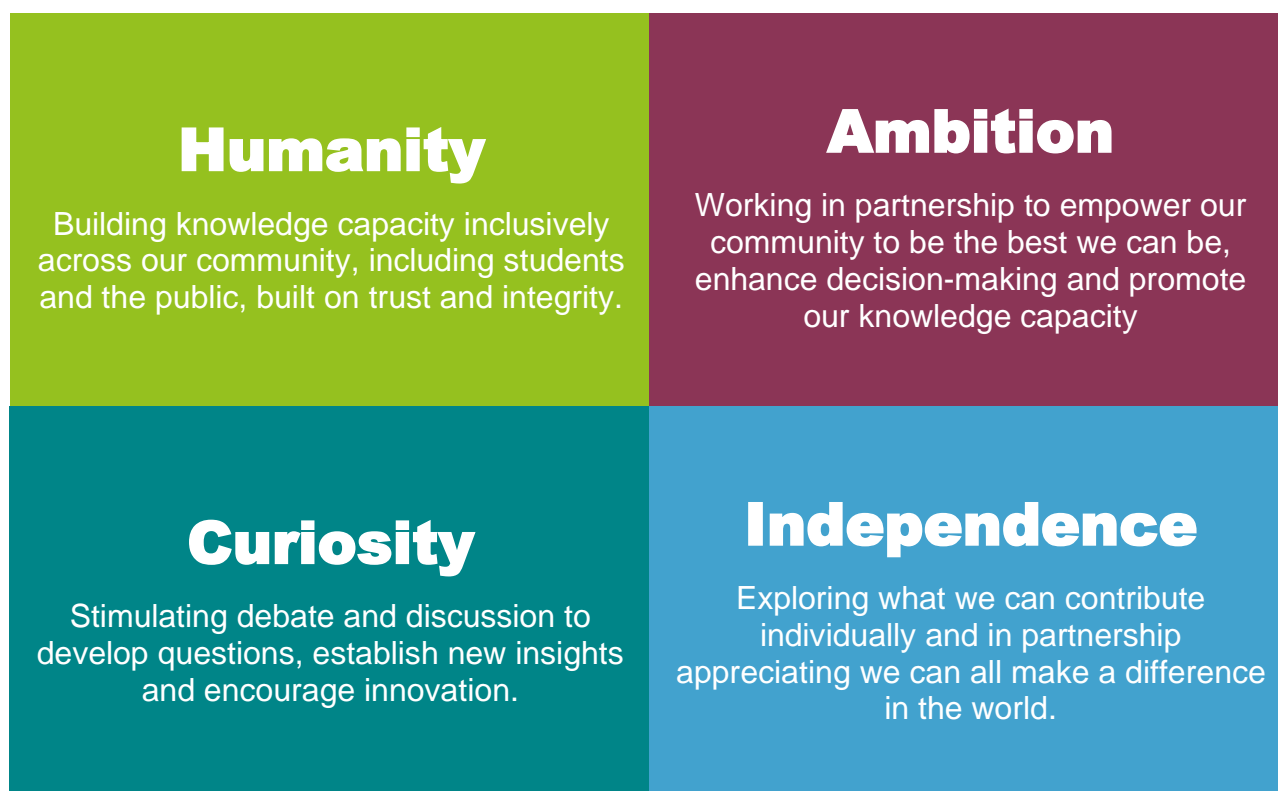 Humanity
Building knowledge capacity inclusively
across our community, including students
and the public, built on trust and integrity.
Ambition
Working in partnership to empower our
community to be the best we can be,
enhance decision-making and promote
our knowledge capacity
Curiosity
Stimulating debate and discussion to
develop questions, establish new insights
and encourage innovation.
Independence
Exploring what we can contribute
individually and in partnership
appreciating we can all make a difference
in the world.